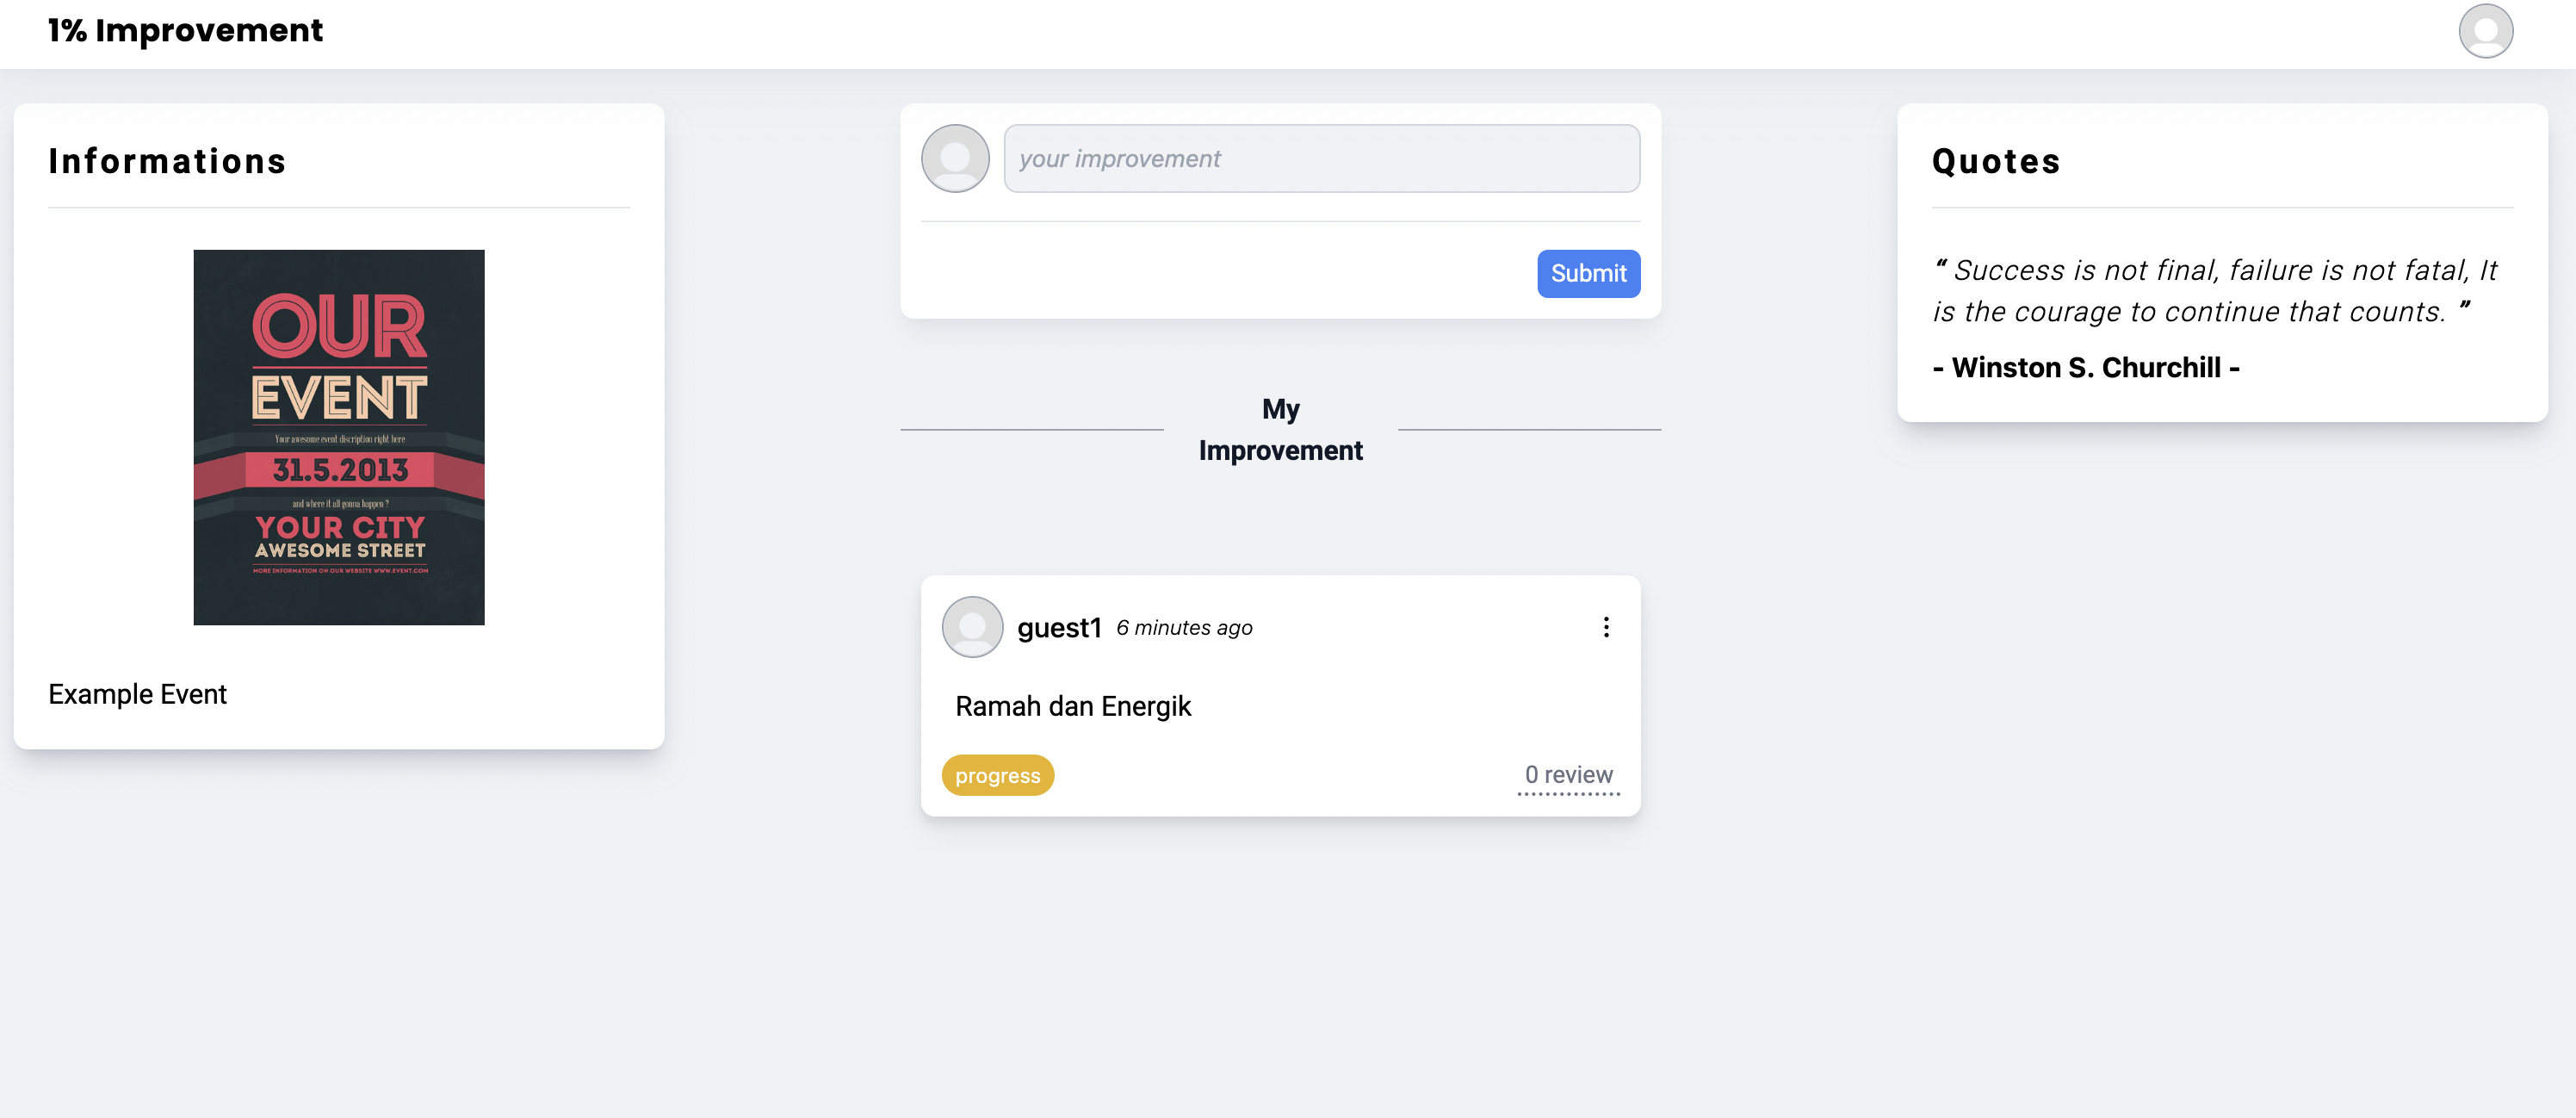 1% Improvement
Informations
OUR
EVENT
Your awesome event discription right here
31.5.2013
and where it all gonna happen ?
YOUR CITY
AWESOME STREET
MORE INFORMATION ON OUR WEBSITE WWW.EVENT.COM
Example Event
your improvement
Submit
My
Improvement
guest1 6 minutes ago
Ramah dan Energik
progress
0 review
Quotes
“ Success is not final, failure is not fatal, It
is the courage to continue that counts. ”
- Winston S. Churchill -